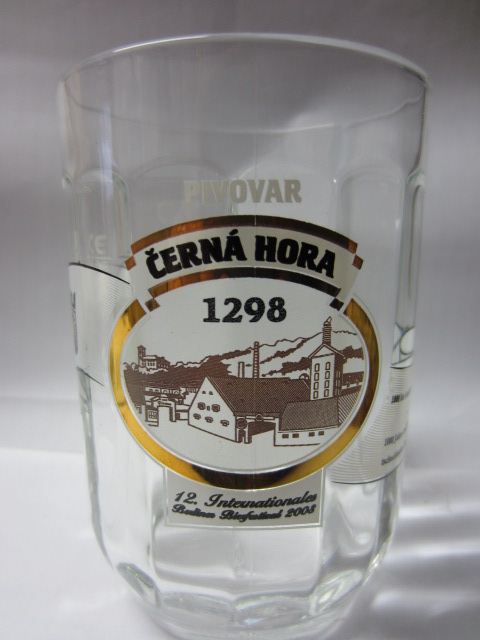 PIVOVAR
ČERNÁ HORA
1298
12. Internationales
Berliner Bierfestival 2008